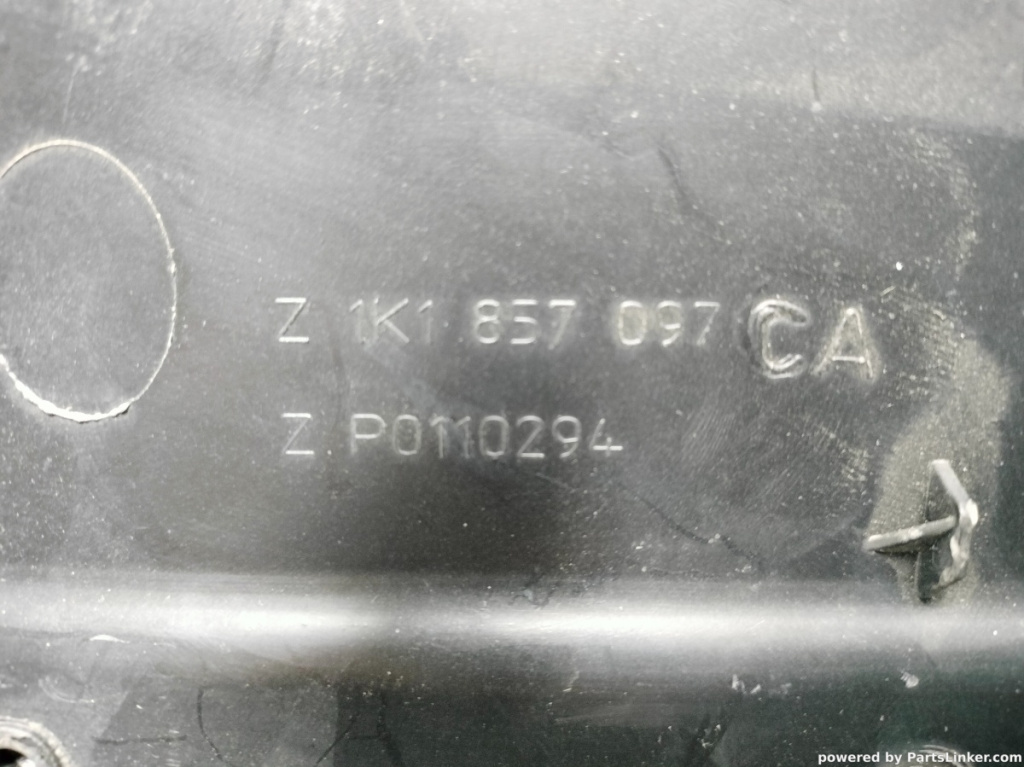 Z 1K1 857 097 CA
Z P0110294
powered by PartsLinker.com